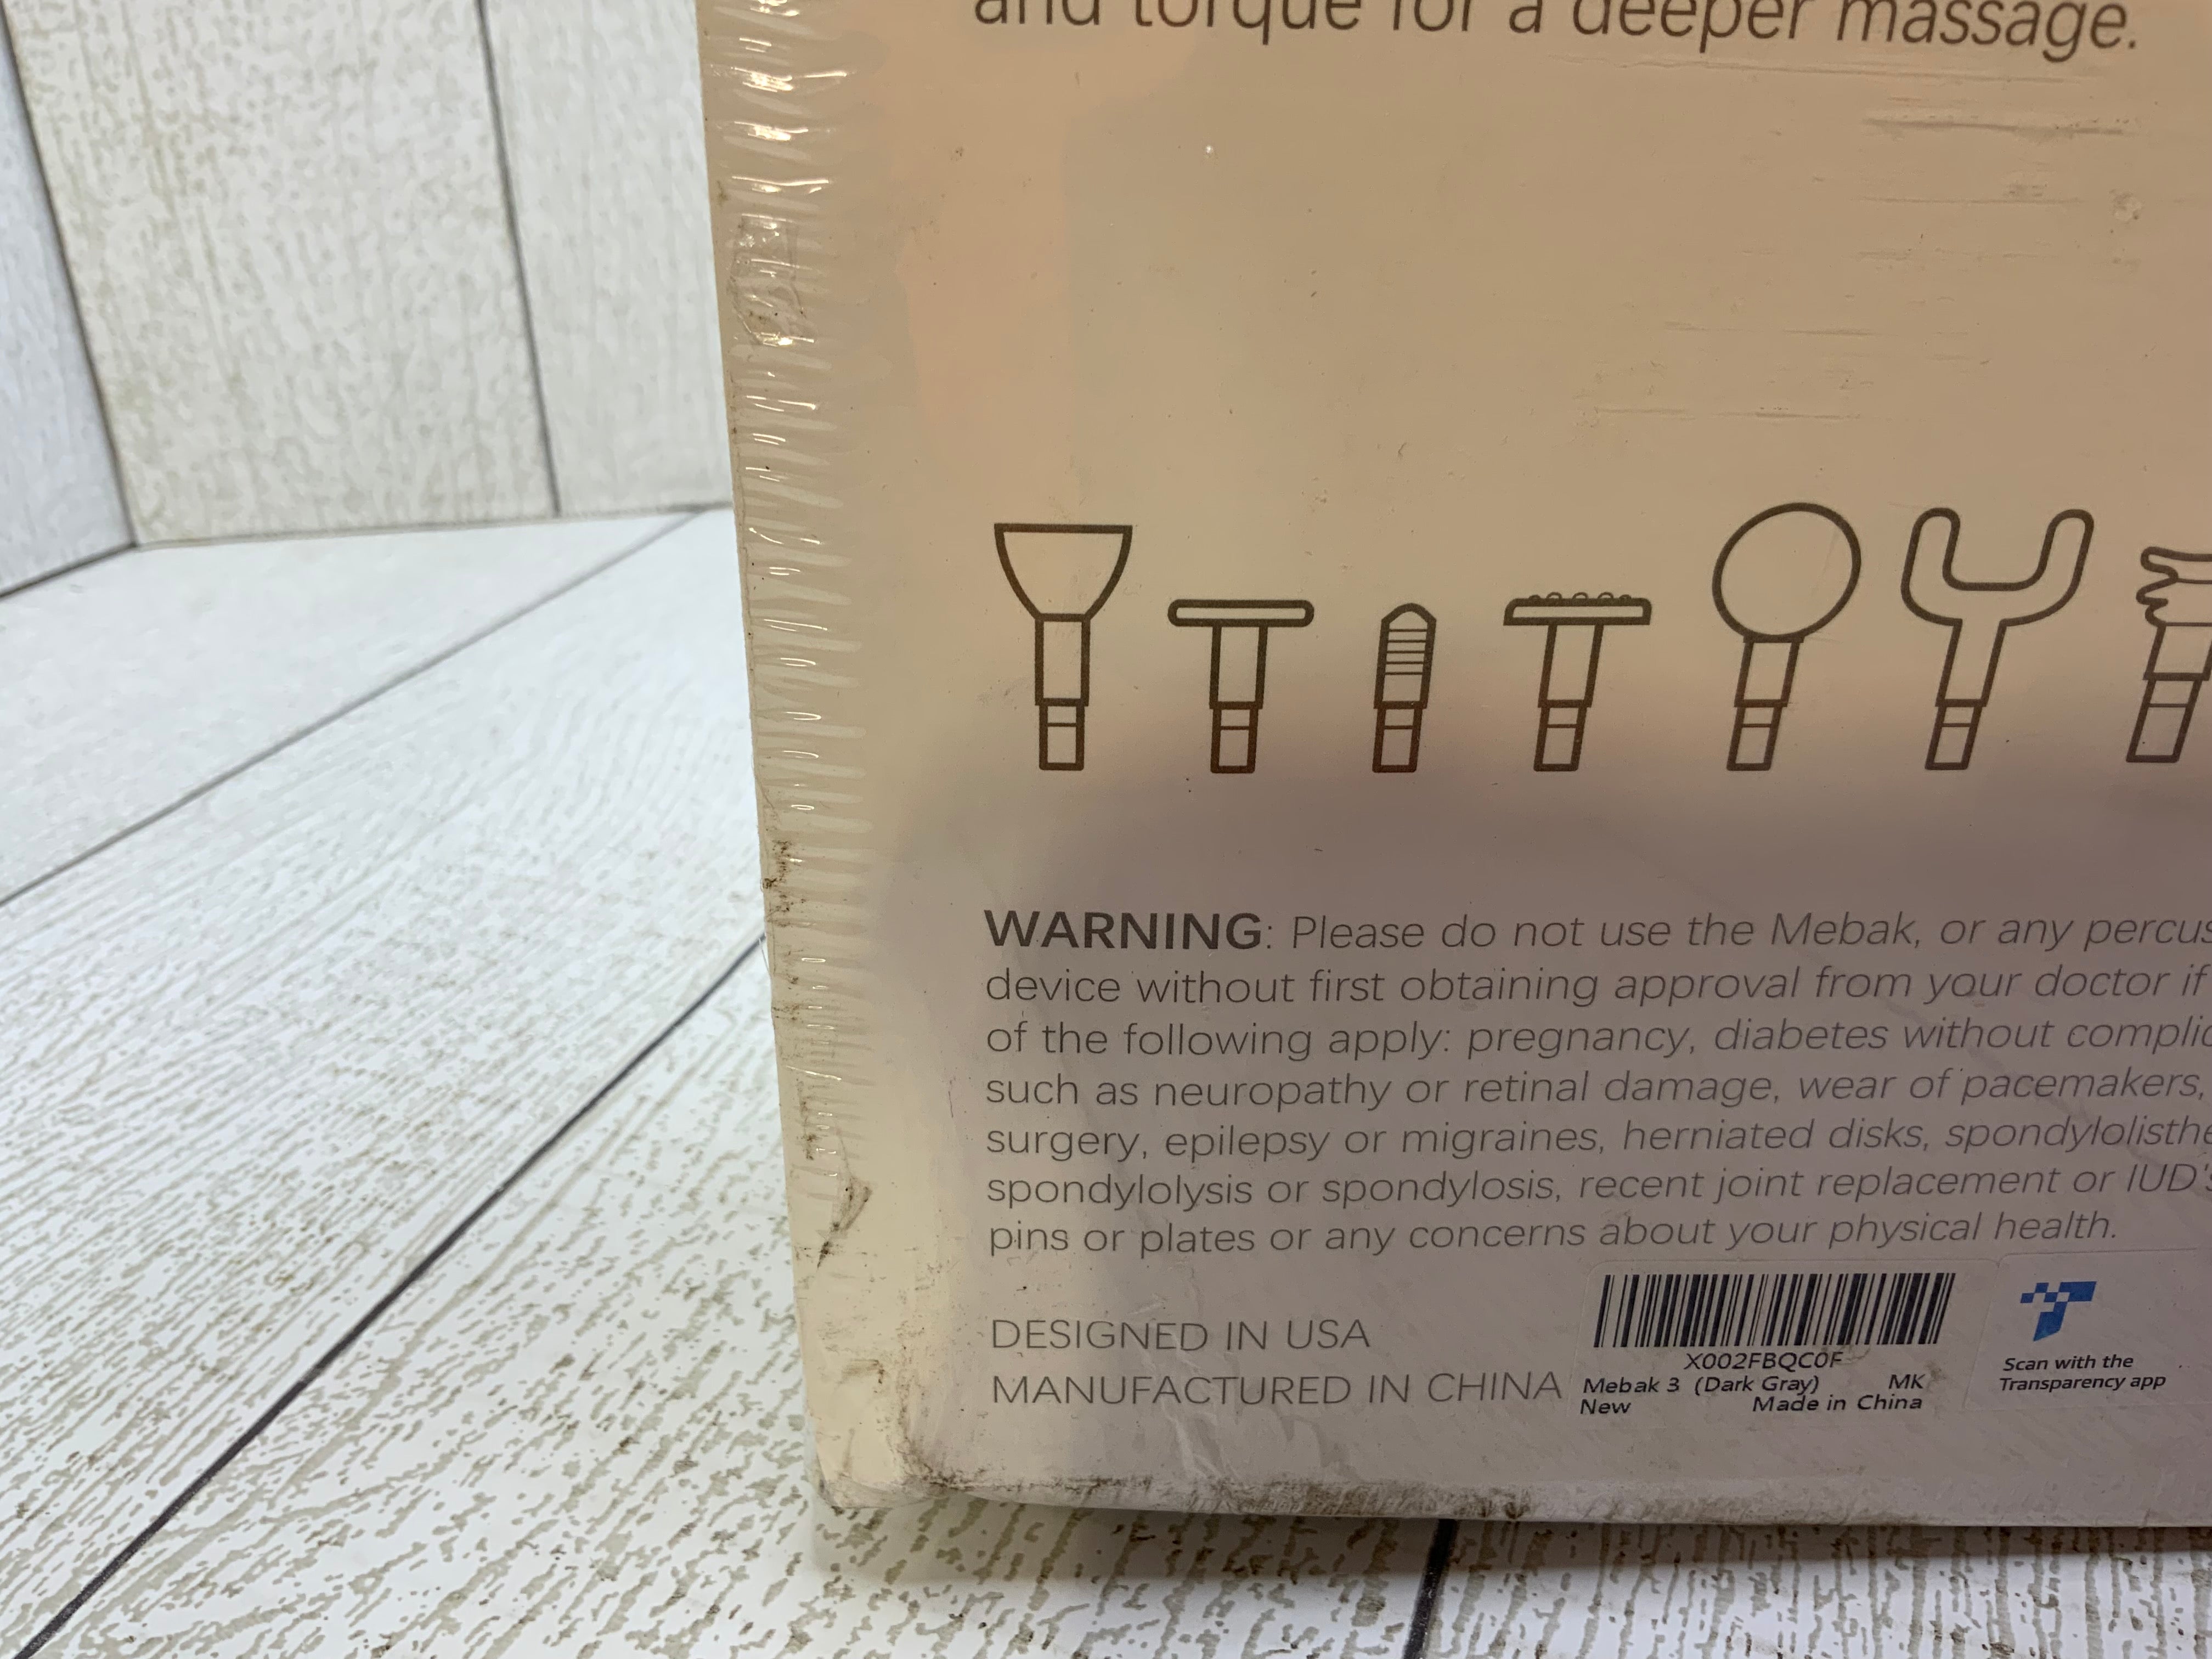 and torque for a deeper massage.
WARNING: Please do not use the Mebak, or any
device without first obtaining approval from your doctor if
of the following apply: pregnancy, diabetes without
such as neuropathy or retinal damage, wear of pacemakers,
surgery, epilepsy or migraines, herniated disks,
spondylolysis or spondylosis, recent joint replacement or IUD's
pins or plates or any concerns about your physical health.
DESIGNED IN USA
MANUFACTURED IN CHINA
X002FBQC0F
Mebak 3 (Dark Gray) MK
New Made in China
Scan with the
Transparency app